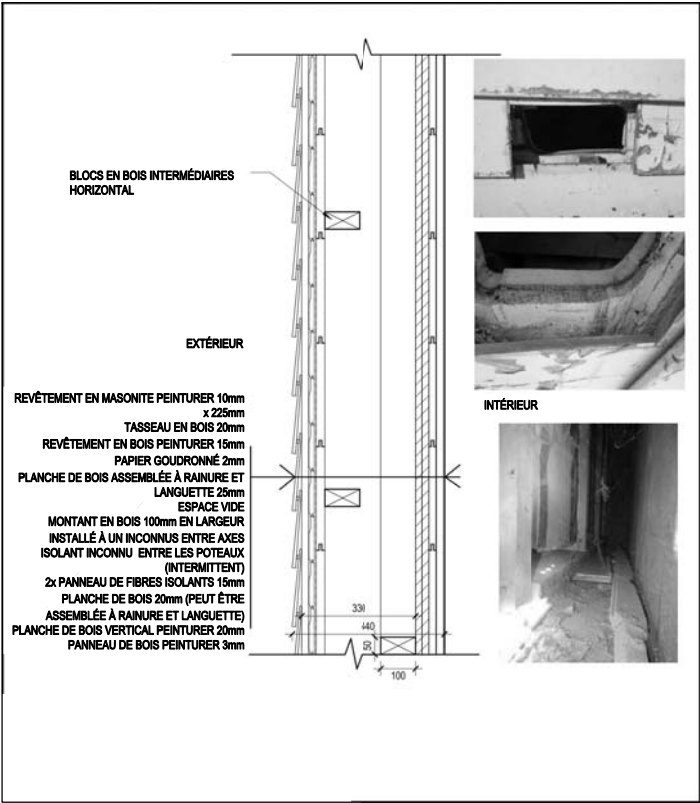 BLOCS EN BOIS INTERMÉDIAIRES
HORIZONTAL
EXTÉRIEUR
INTÉRIEUR
REVÊTEMENT EN MASONITE PEINTURER 10mm
x 225mm
TASSEAU EN BOIS 20mm
REVÊTEMENT EN BOIS PEINTURER 15mm
PAPIER GOUDRONNÉ 2mm
PLANCHE DE BOIS ASSEMBLÉE À RAINURE ET
LANGUETTE 25mm
ESPACE VIDE
MONTANT EN BOIS 100mm EN LARGEUR
INSTALLÉ À UN INCONNUS ENTRE AXES
ISOLANT INCONNU ENTRE LES POTEAUX
(INTERMITTENT)
2x PANNEAU DE FIBRES ISOLANTS 15mm
PLANCHE DE BOIS 20mm (PEUT ÊTRE
ASSEMBLÉE À RAINURE ET LANGUETTE)
PLANCHE DE BOIS VERTICAL PEINTURER 20mm
PANNEAU DE BOIS PEINTURER 3mm
330
440
50
100